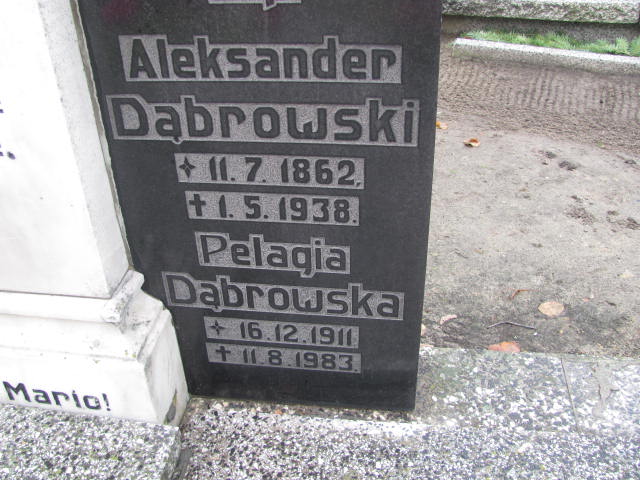 Aleksander
Dąbrowski
✦ 11. 7. 1862,
✝ 1. 5. 1938.
Pelagia
Dąbrowska
✦ 16.12.1911
✝ 11.8.1983.
Mario!